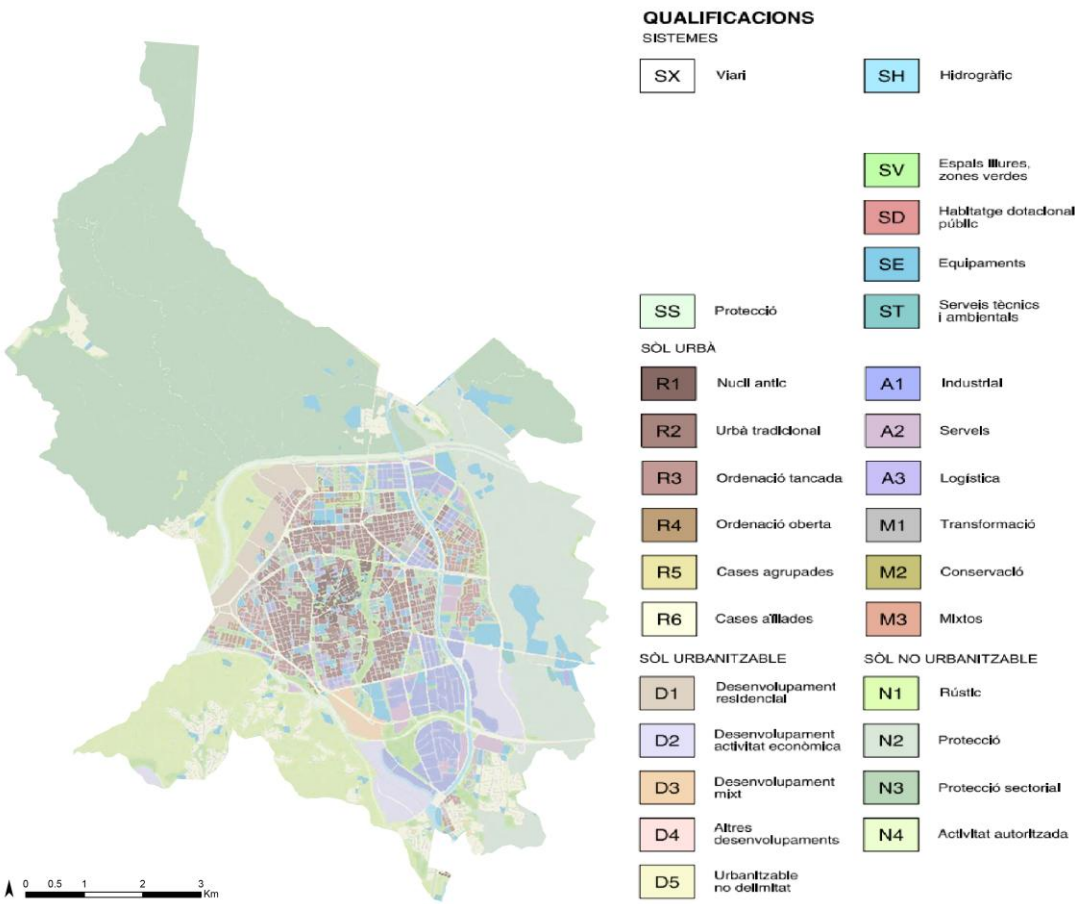 QUALIFICACIONS
SISTEMES
SX Viari
SH Hidrogràfic
SV Espais lliures,
zones verdes
SD Habitatge dotacional
públic
SE Equipaments
SS Protecció
ST Serveis tècnics
i ambientals
SÒL URBÀ
R1 Nucli antic
A1 Industrial
R2 Urbà tradicional
A2 Serveis
R3 Ordenació tancada
A3 Logística
R4 Ordenació oberta
M1 Transformació
R5 Cases agrupades
M2 Conservació
R6 Cases aïllades
M3 Mixtos
SÒL URBANITZABLE
SÒL NO URBANITZABLE
D1 Desenvolupament
residencial
N1 Rústic
D2 Desenvolupament
activitat econòmica
N2 Protecció
D3 Desenvolupament
mixt
N3 Protecció sectorial
D4 Altres
desenvolupaments
N4 Activitat autoritzada
D5 Urbanitzable
no delimitat
0 0.5 1 2 3
Km